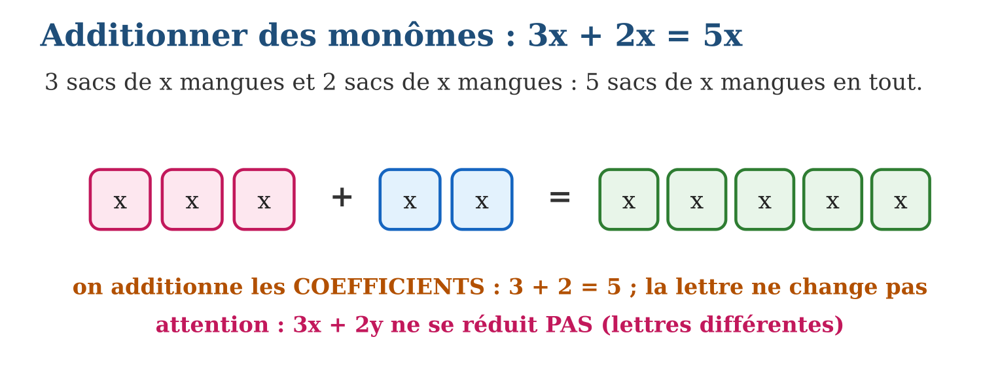 Additionner des monômes : 3x + 2x = 5x
3 sacs de x mangues et 2 sacs de x mangues : 5 sacs de x mangues en tout.
x x x + x x = x x x x x
on additionne les COEFFICIENTS : 3 + 2 = 5 ; la lettre ne change pas
attention : 3x + 2y ne se réduit PAS (lettres différentes)